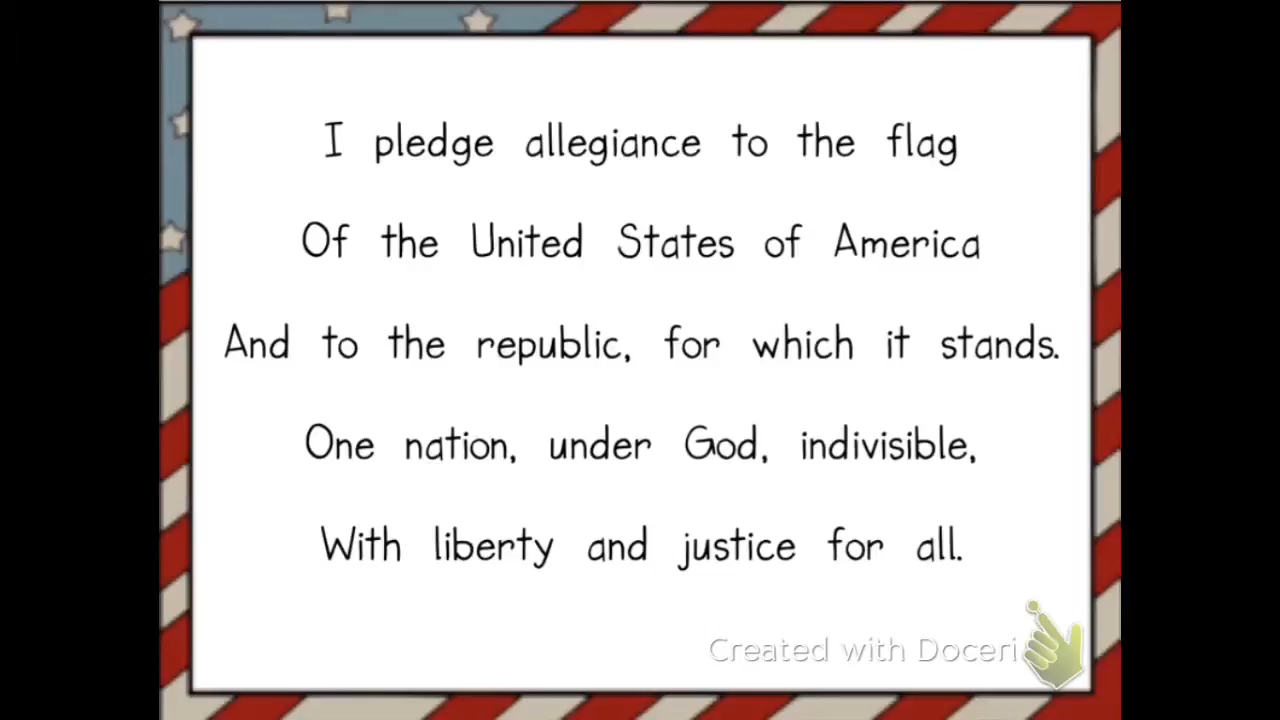 I pledge allegiance to the flag
Of the United States of America
And to the republic, for which it stands.
One nation, under God, indivisible,
With liberty and justice for all.
Created with Doceri